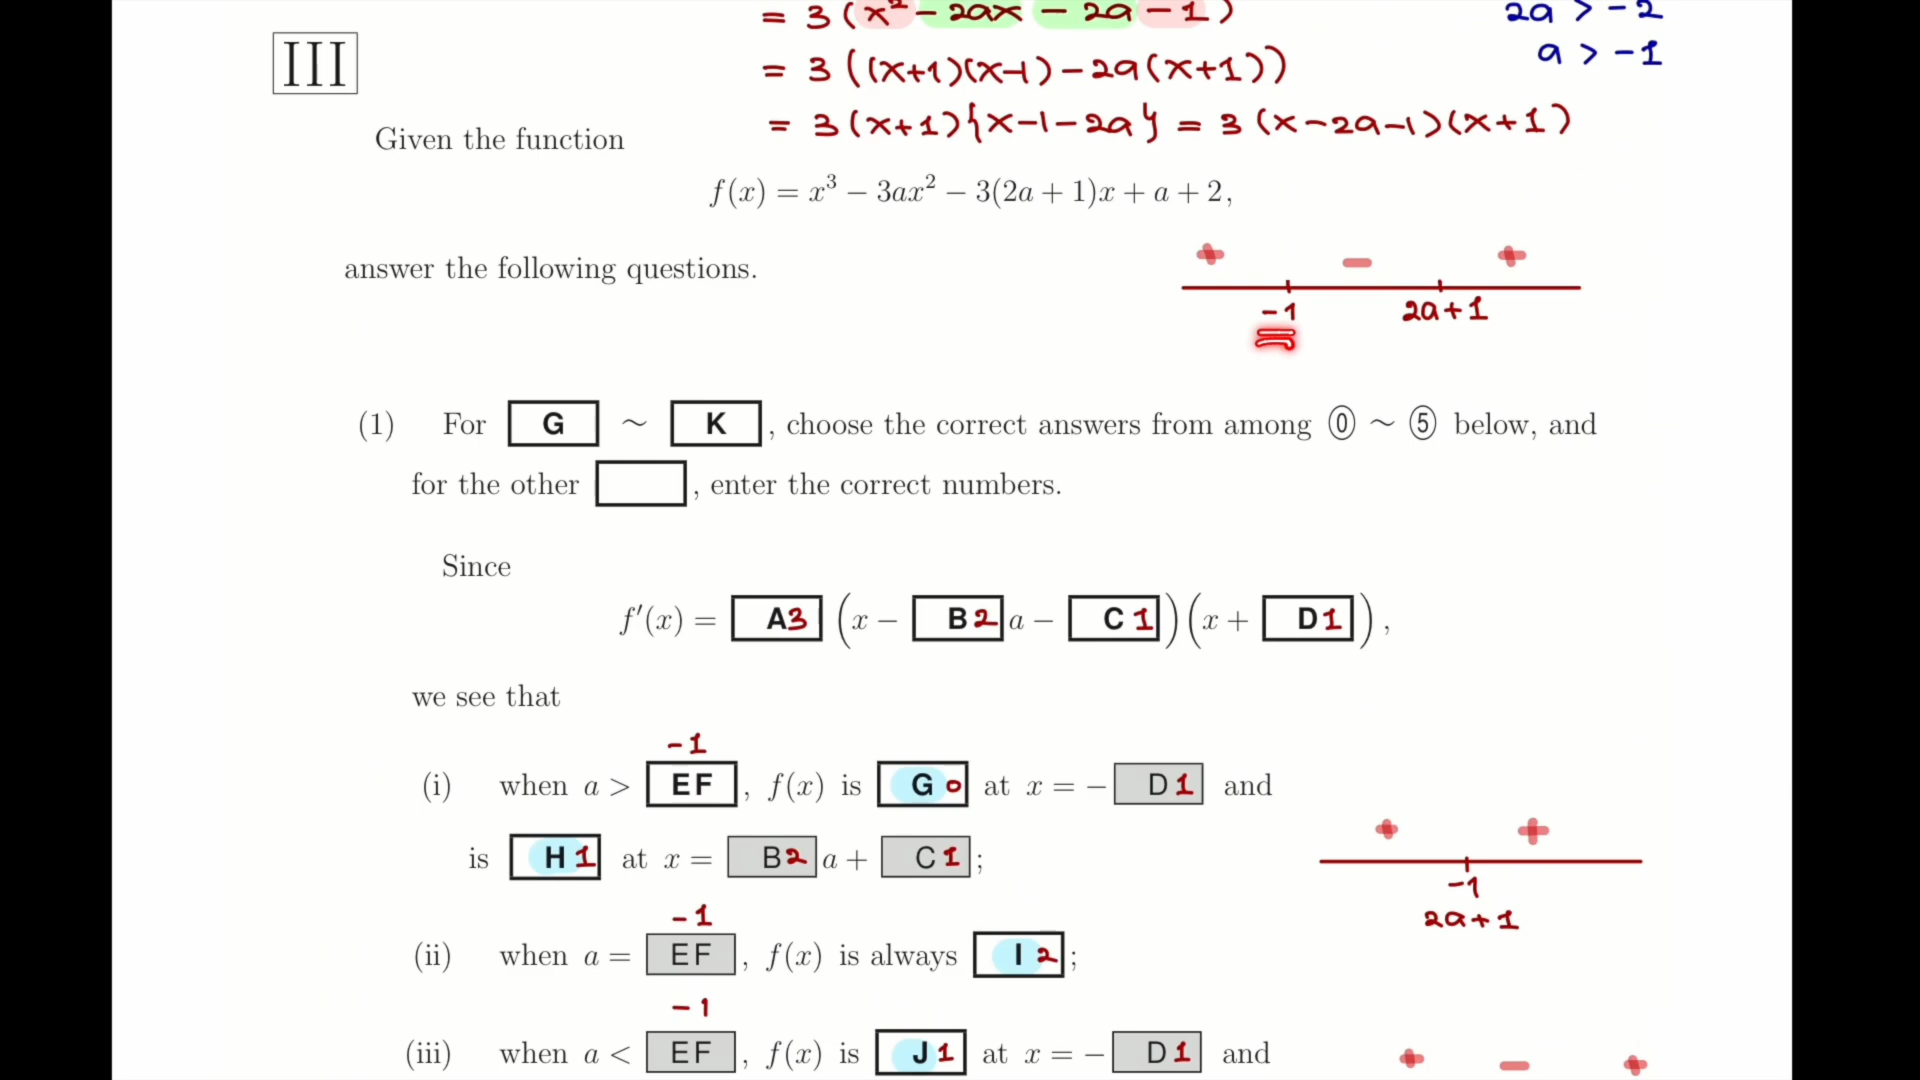 = 3 (x² - 2ax - 2a - 1)
2a > -2
III
= 3 ((x+1)(x-1) - 2a(x+1))
a > -1
= 3 (x+1){x-1-2a} = 3 (x-2a-1)(x+1)
Given the function
f(x) = x³ − 3ax² − 3(2a + 1)x + a + 2,
answer the following questions.
+ − +
-1 2a+1
(1) For G ~ K , choose the correct answers from among ⓪ ~ ⑤ below, and
for the other , enter the correct numbers.
Since
f′(x) = A3 (x − B2 a − C1)(x + D1),
we see that
-1
(i) when a > EF , f(x) is G0 at x = − D1 and
+ +
is H1 at x = B2 a + C1 ;
-1
2a+1
-1
(ii) when a = EF , f(x) is always I2 ;
-1
(iii) when a < EF , f(x) is J1 at x = − D1 and
+ − +